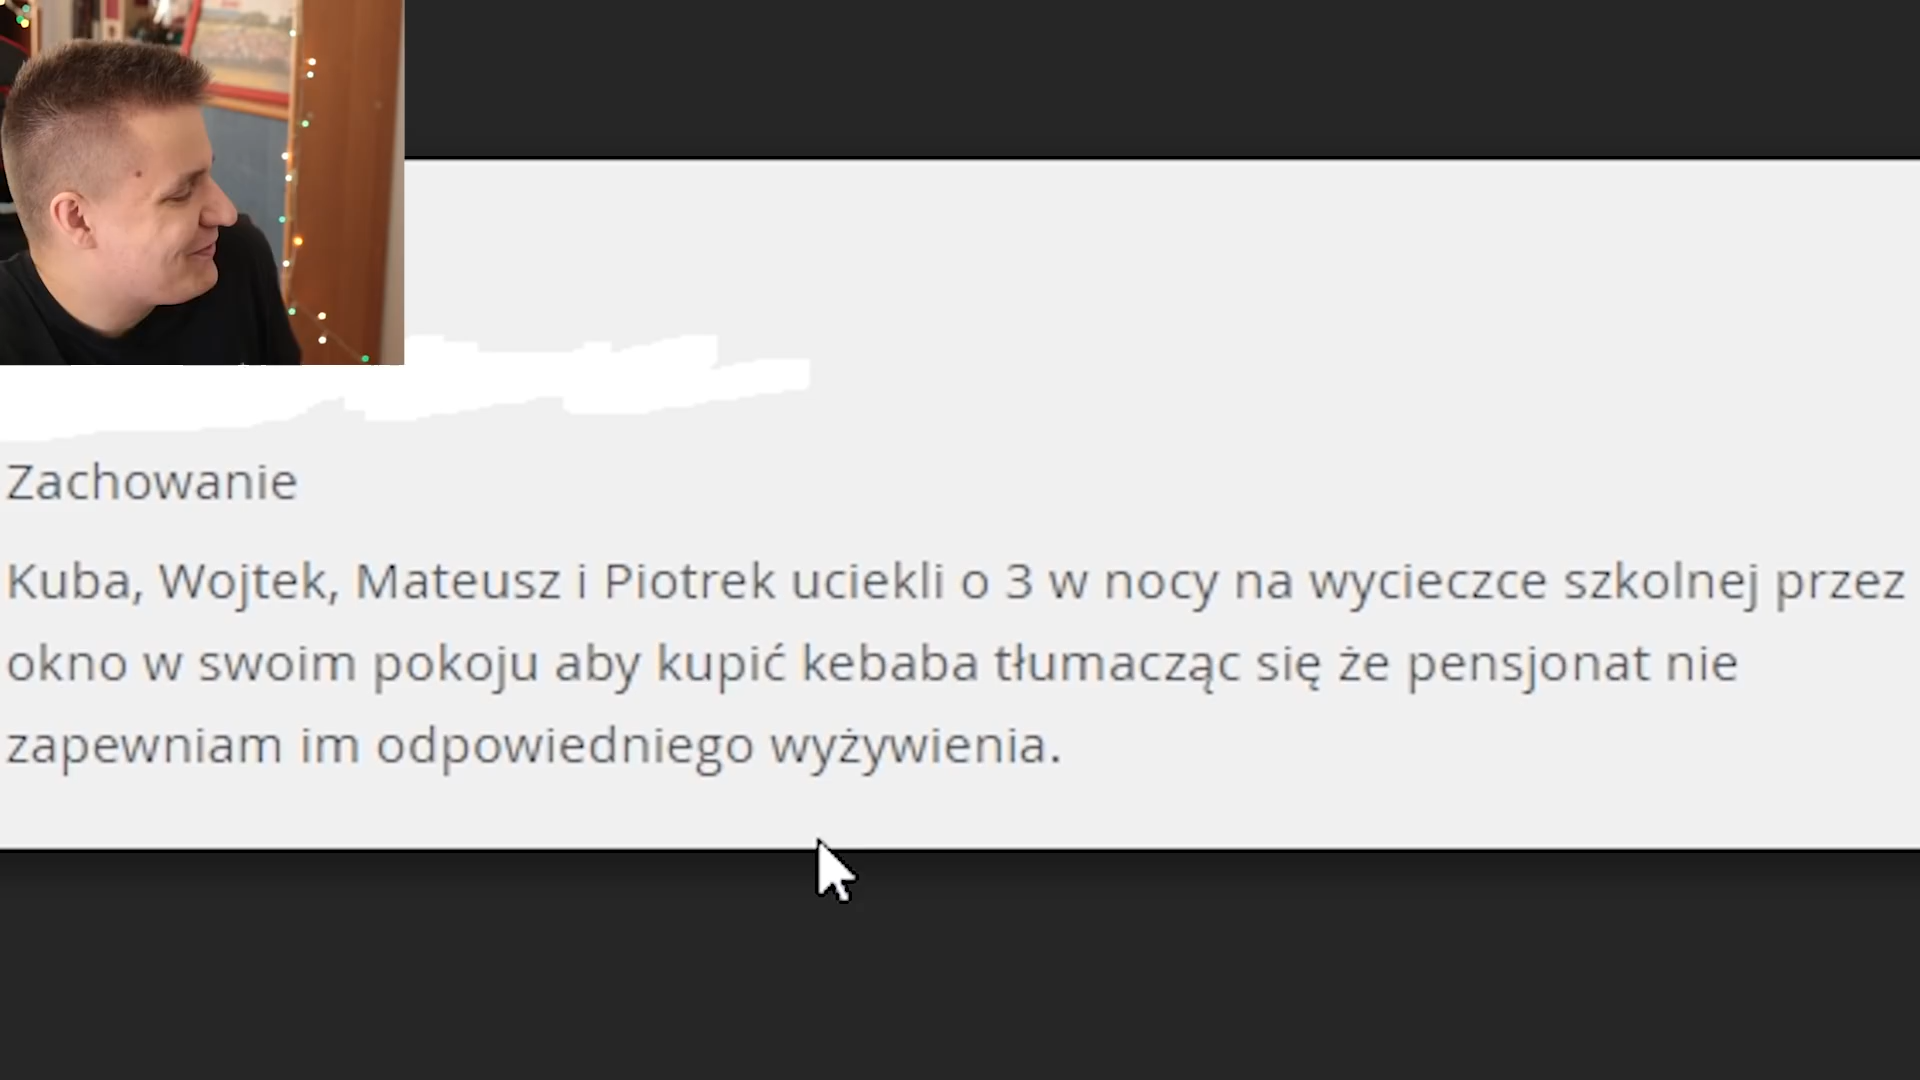 Zachowanie
Kuba, Wojtek, Mateusz i Piotrek uciekli o 3 w nocy na wycieczce szkolnej przez
okno w swoim pokoju aby kupić kebaba tłumacząc się że pensjonat nie
zapewniam im odpowiedniego wyżywienia.